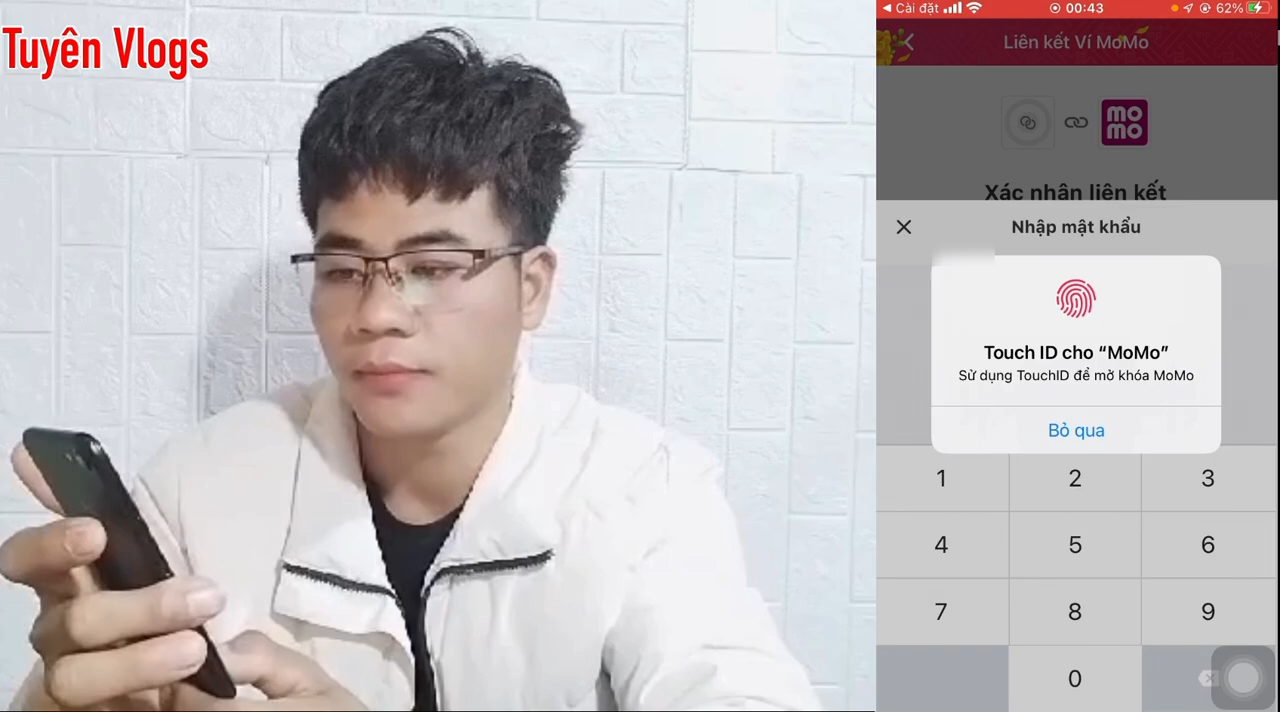 Tuyên Vlogs
Cài đặt
00:43
62%
Liên kết Ví MoMo
mo
mo
Xác nhận liên kết
Nhập mật khẩu
Touch ID cho “MoMo”
Sử dụng TouchID để mở khóa MoMo
Bỏ qua
1 2 3
4 5 6
7 8 9
0